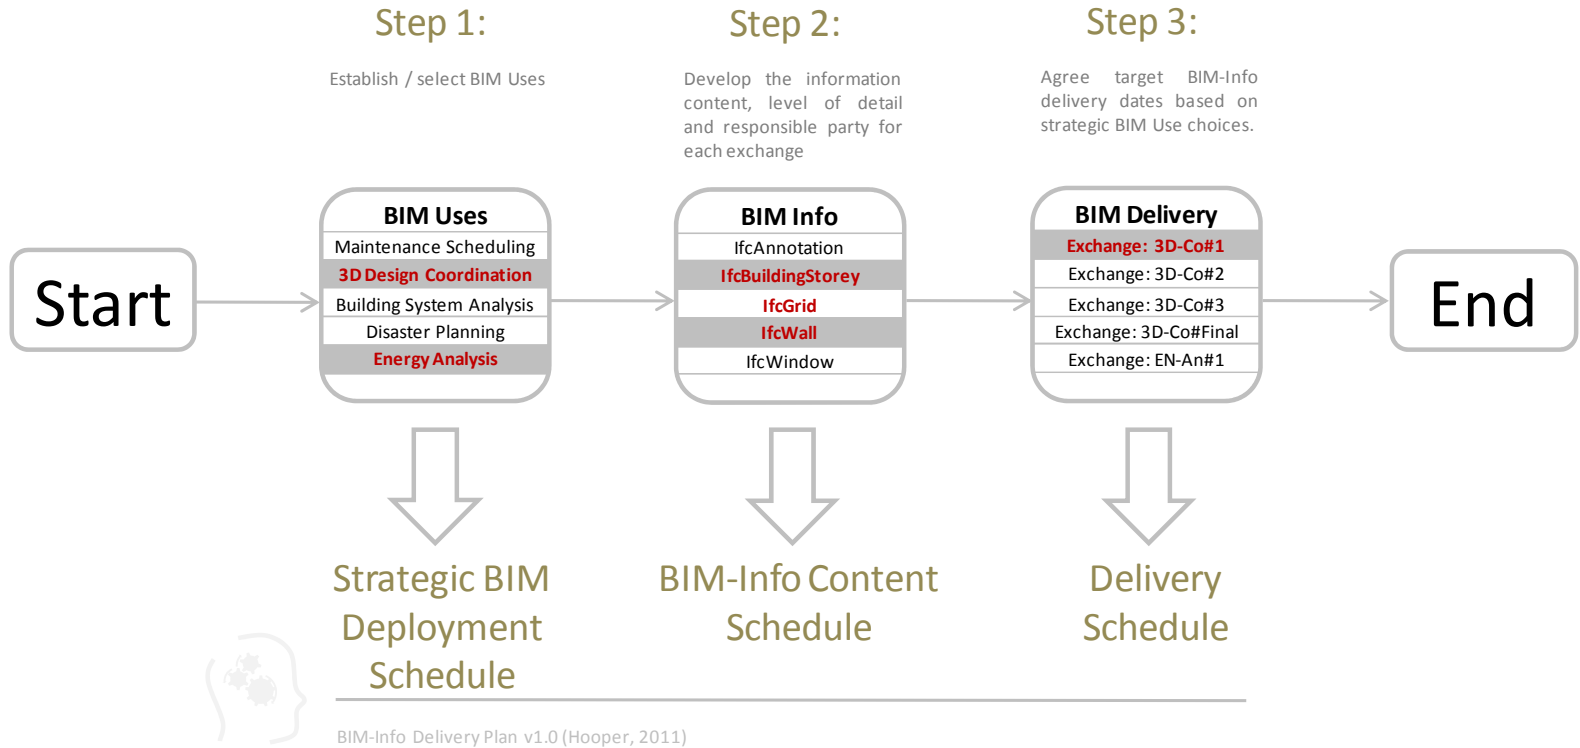 Step 1:
Establish / select BIM Uses
Step 2:
Develop the information
content, level of detail
and responsible party for
each exchange
Step 3:
Agree target BIM-Info
delivery dates based on
strategic BIM Use choices.
Start
BIM Uses
Maintenance Scheduling
3D Design Coordination
Building System Analysis
Disaster Planning
Energy Analysis
BIM Info
IfcAnnotation
IfcBuildingStorey
IfcGrid
IfcWall
IfcWindow
BIM Delivery
Exchange: 3D-Co#1
Exchange: 3D-Co#2
Exchange: 3D-Co#3
Exchange: 3D-Co#Final
Exchange: EN-An#1
End
Strategic BIM
Deployment
Schedule
BIM-Info Content
Schedule
Delivery
Schedule
BIM-Info Delivery Plan v1.0 (Hooper, 2011)